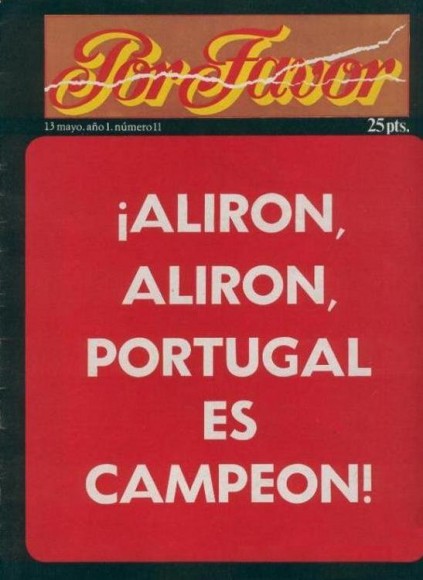 Por Favor
13 mayo. año 1. número 11
25 pts.
¡ALIRON,
ALIRON,
PORTUGAL
ES
CAMPEON!